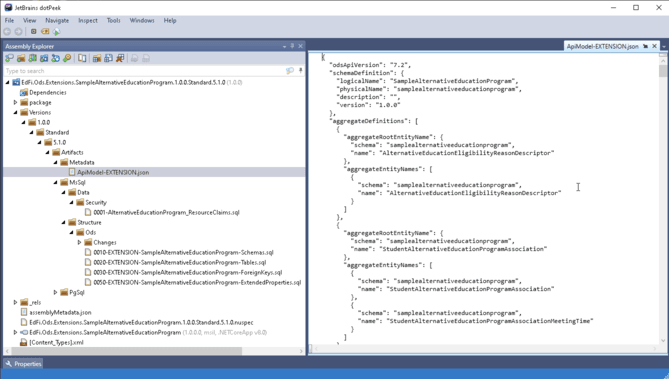 JetBrains dotPeek
File View Navigate Inspect Tools Windows Help
Assembly Explorer
Type to search
EdFi.Ods.Extensions.SampleAlternativeEducationProgram.1.0.0.Standard.5.1.0 (1.0.0)
Dependencies
package
Versions
1.0.0
Standard
5.1.0
Artifacts
Metadata
ApiModel-EXTENSION.json
MsSql
Data
Security
0001-AlternativeEducationProgram_ResourceClaims.sql
Structure
Ods
Changes
0010-EXTENSION-SampleAlternativeEducationProgram-Schemas.sql
0020-EXTENSION-SampleAlternativeEducationProgram-Tables.sql
0030-EXTENSION-SampleAlternativeEducationProgram-ForeignKeys.sql
0050-EXTENSION-SampleAlternativeEducationProgram-ExtendedProperties.sql
PgSql
_rels
assemblyMetadata.json
EdFi.Ods.Extensions.SampleAlternativeEducationProgram.1.0.0.Standard.5.1.0.nuspec
EdFi.Ods.Extensions.SampleAlternativeEducationProgram (1.0.0.0, msil, .NETCoreApp v8.0)
[Content_Types].xml
Properties
ApiModel-EXTENSION.json
{
"odsApiVersion": "7.2",
"schemaDefinition": {
"logicalName": "SampleAlternativeEducationProgram",
"physicalName": "samplealternativeeducationprogram",
"description": "",
"version": "1.0.0"
},
"aggregateDefinitions": [
{
"aggregateRootEntityName": {
"schema": "samplealternativeeducationprogram",
"name": "AlternativeEducationEligibilityReasonDescriptor"
},
"aggregateEntityNames": [
{
"schema": "samplealternativeeducationprogram",
"name": "AlternativeEducationEligibilityReasonDescriptor"
}
]
},
{
"aggregateRootEntityName": {
"schema": "samplealternativeeducationprogram",
"name": "StudentAlternativeEducationProgramAssociation"
},
"aggregateEntityNames": [
{
"schema": "samplealternativeeducationprogram",
"name": "StudentAlternativeEducationProgramAssociation"
},
{
"schema": "samplealternativeeducationprogram",
"name": "StudentAlternativeEducationProgramAssociationMeetingTime"
}
]